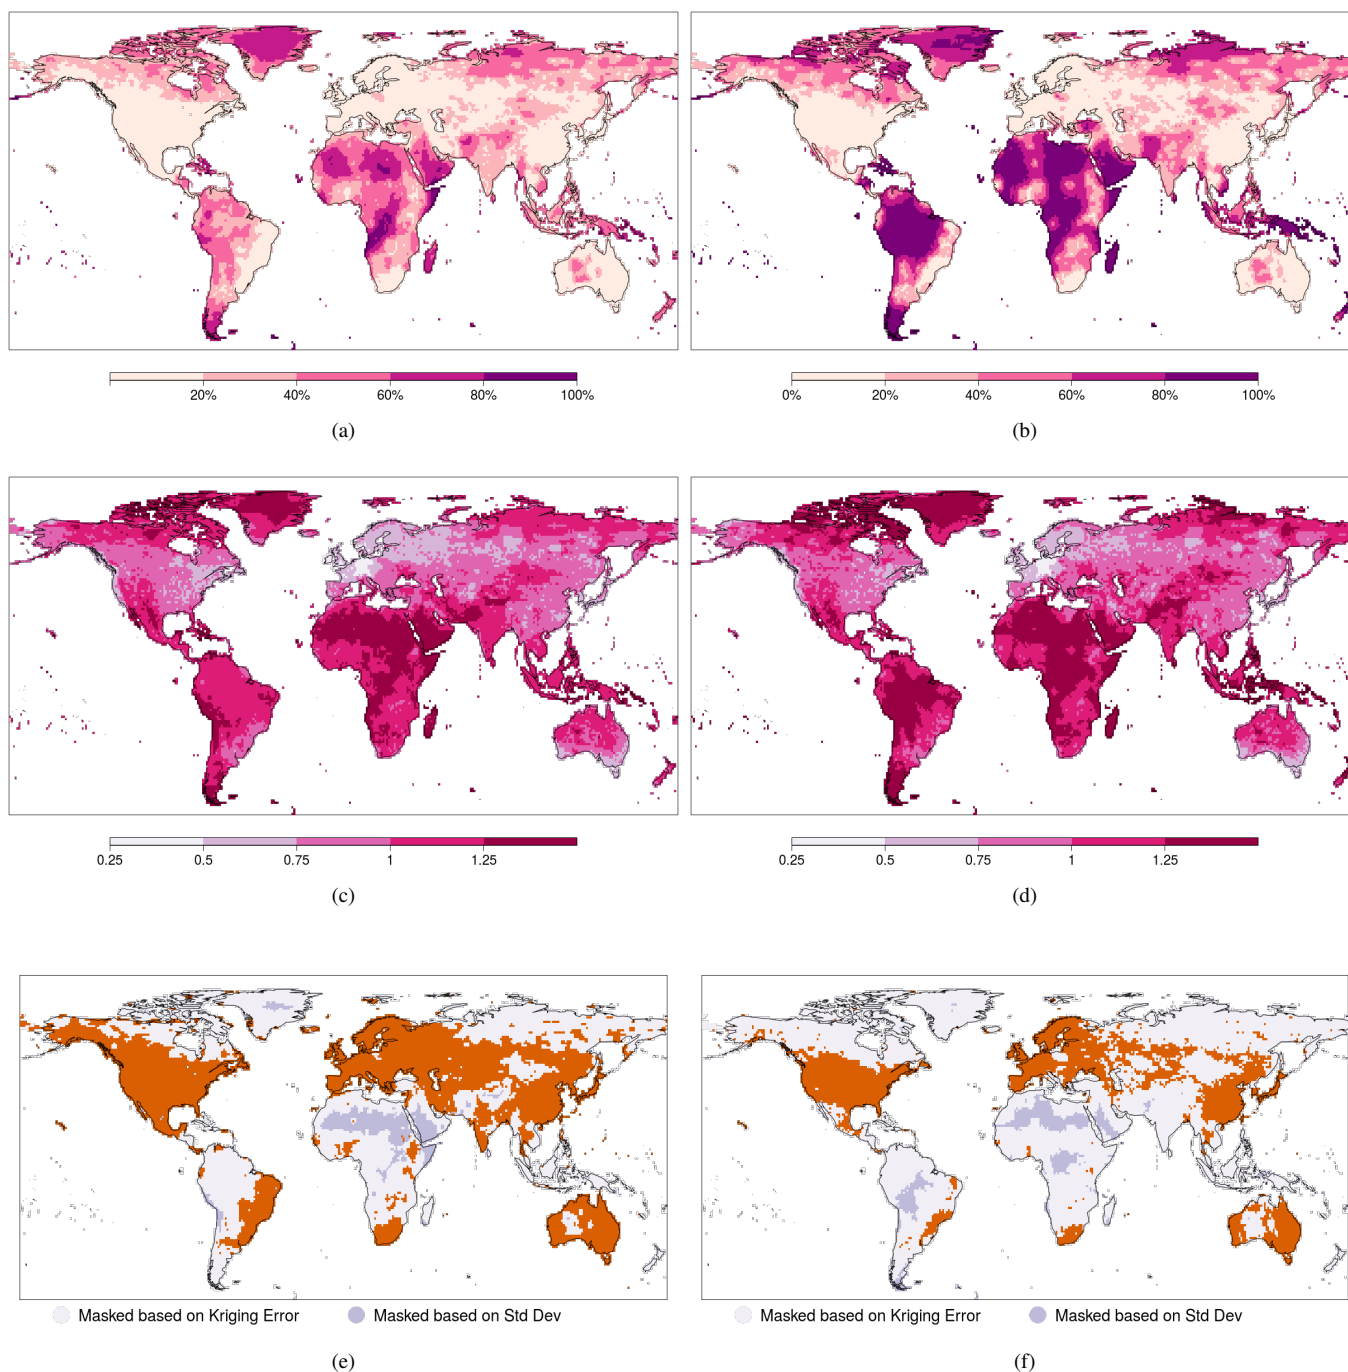 20% 40% 60% 80% 100%
0% 20% 40% 60% 80% 100%
(a)
(b)
0.25 0.5 0.75 1 1.25
0.25 0.5 0.75 1 1.25
(c)
(d)
Masked based on Kriging Error Masked based on Std Dev
Masked based on Kriging Error Masked based on Std Dev
(e)
(f)